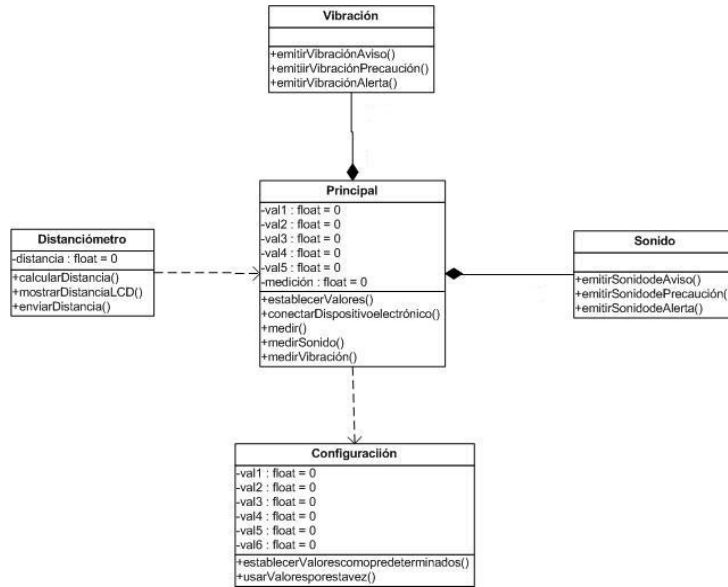 Vibración
+emitirVibraciónAviso()
+emitiirVibraciónPrecaución()
+emitirVibraciónAlerta()
Principal
-val1 : float = 0
-val2 : float = 0
-val3 : float = 0
-val4 : float = 0
-val5 : float = 0
-medición : float = 0
+establecerValores()
+conectarDispositivoelectrónico()
+medir()
+medirSonido()
+medirVibración()
Distanciómetro
-distancia : float = 0
+calcularDistancia()
+mostrarDistanciaLCD()
+enviarDistancia()
Sonido
+emitirSonidodeAviso()
+emitirSonidodePrecaución()
+emitirSonidodeAlerta()
Configuraciión
-val1 : float = 0
-val2 : float = 0
-val3 : float = 0
-val4 : float = 0
-val5 : float = 0
-val6 : float = 0
+establecerValorescomopredeterminados()
+usarValoresporestavez()